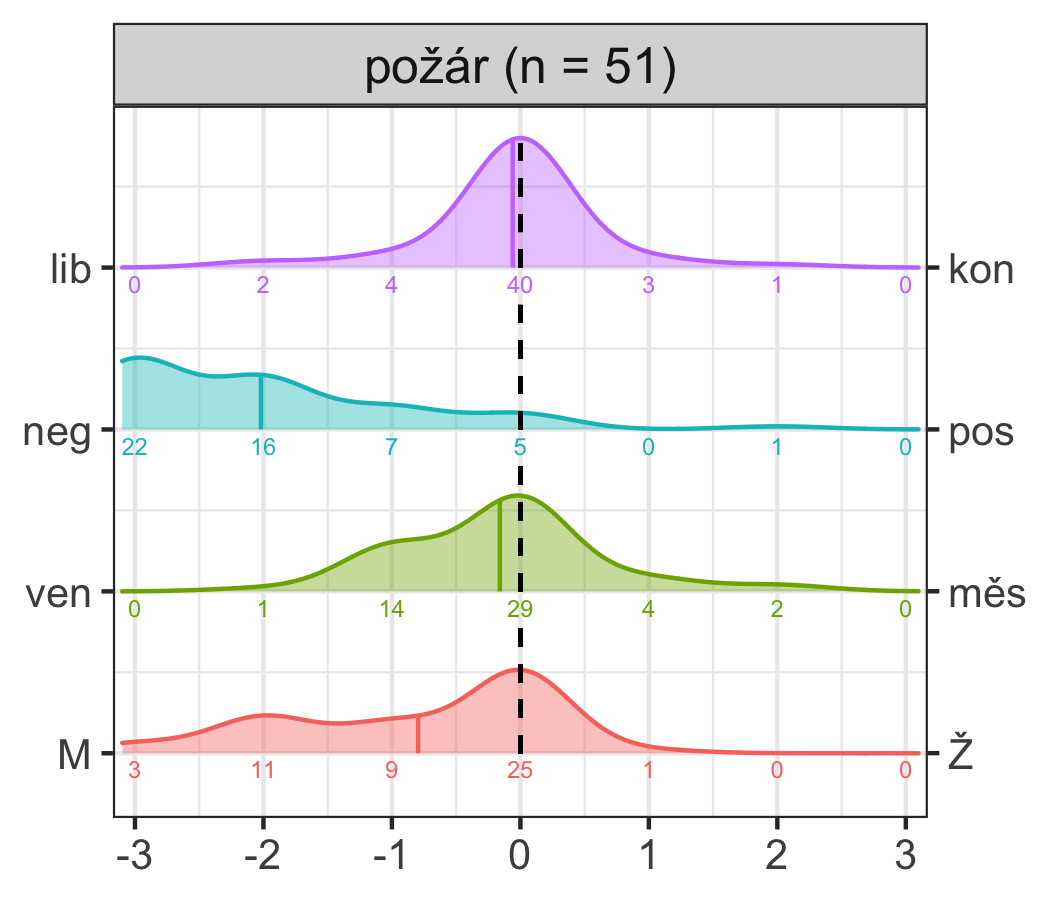 požár (n = 51)
lib kon
0 2 4 40 3 1 0
neg pos
22 16 7 5 0 1 0
ven měs
0 1 14 29 4 2 0
M Ž
3 11 9 25 1 0 0
-3 -2 -1 0 1 2 3